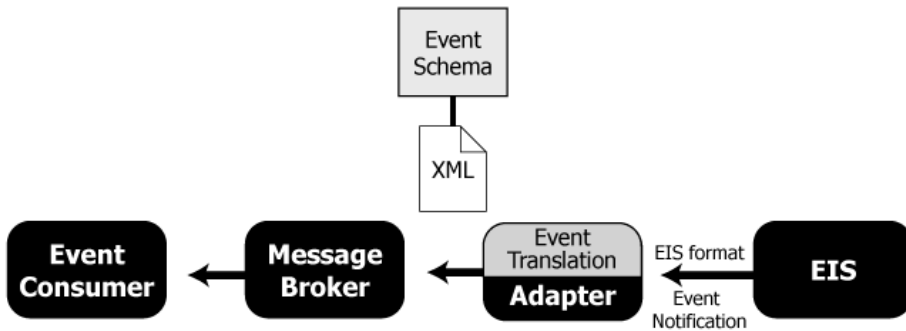 Event
Schema
XML
Event
Consumer
Message
Broker
Event
Translation
Adapter
EIS format
Event
Notification
EIS